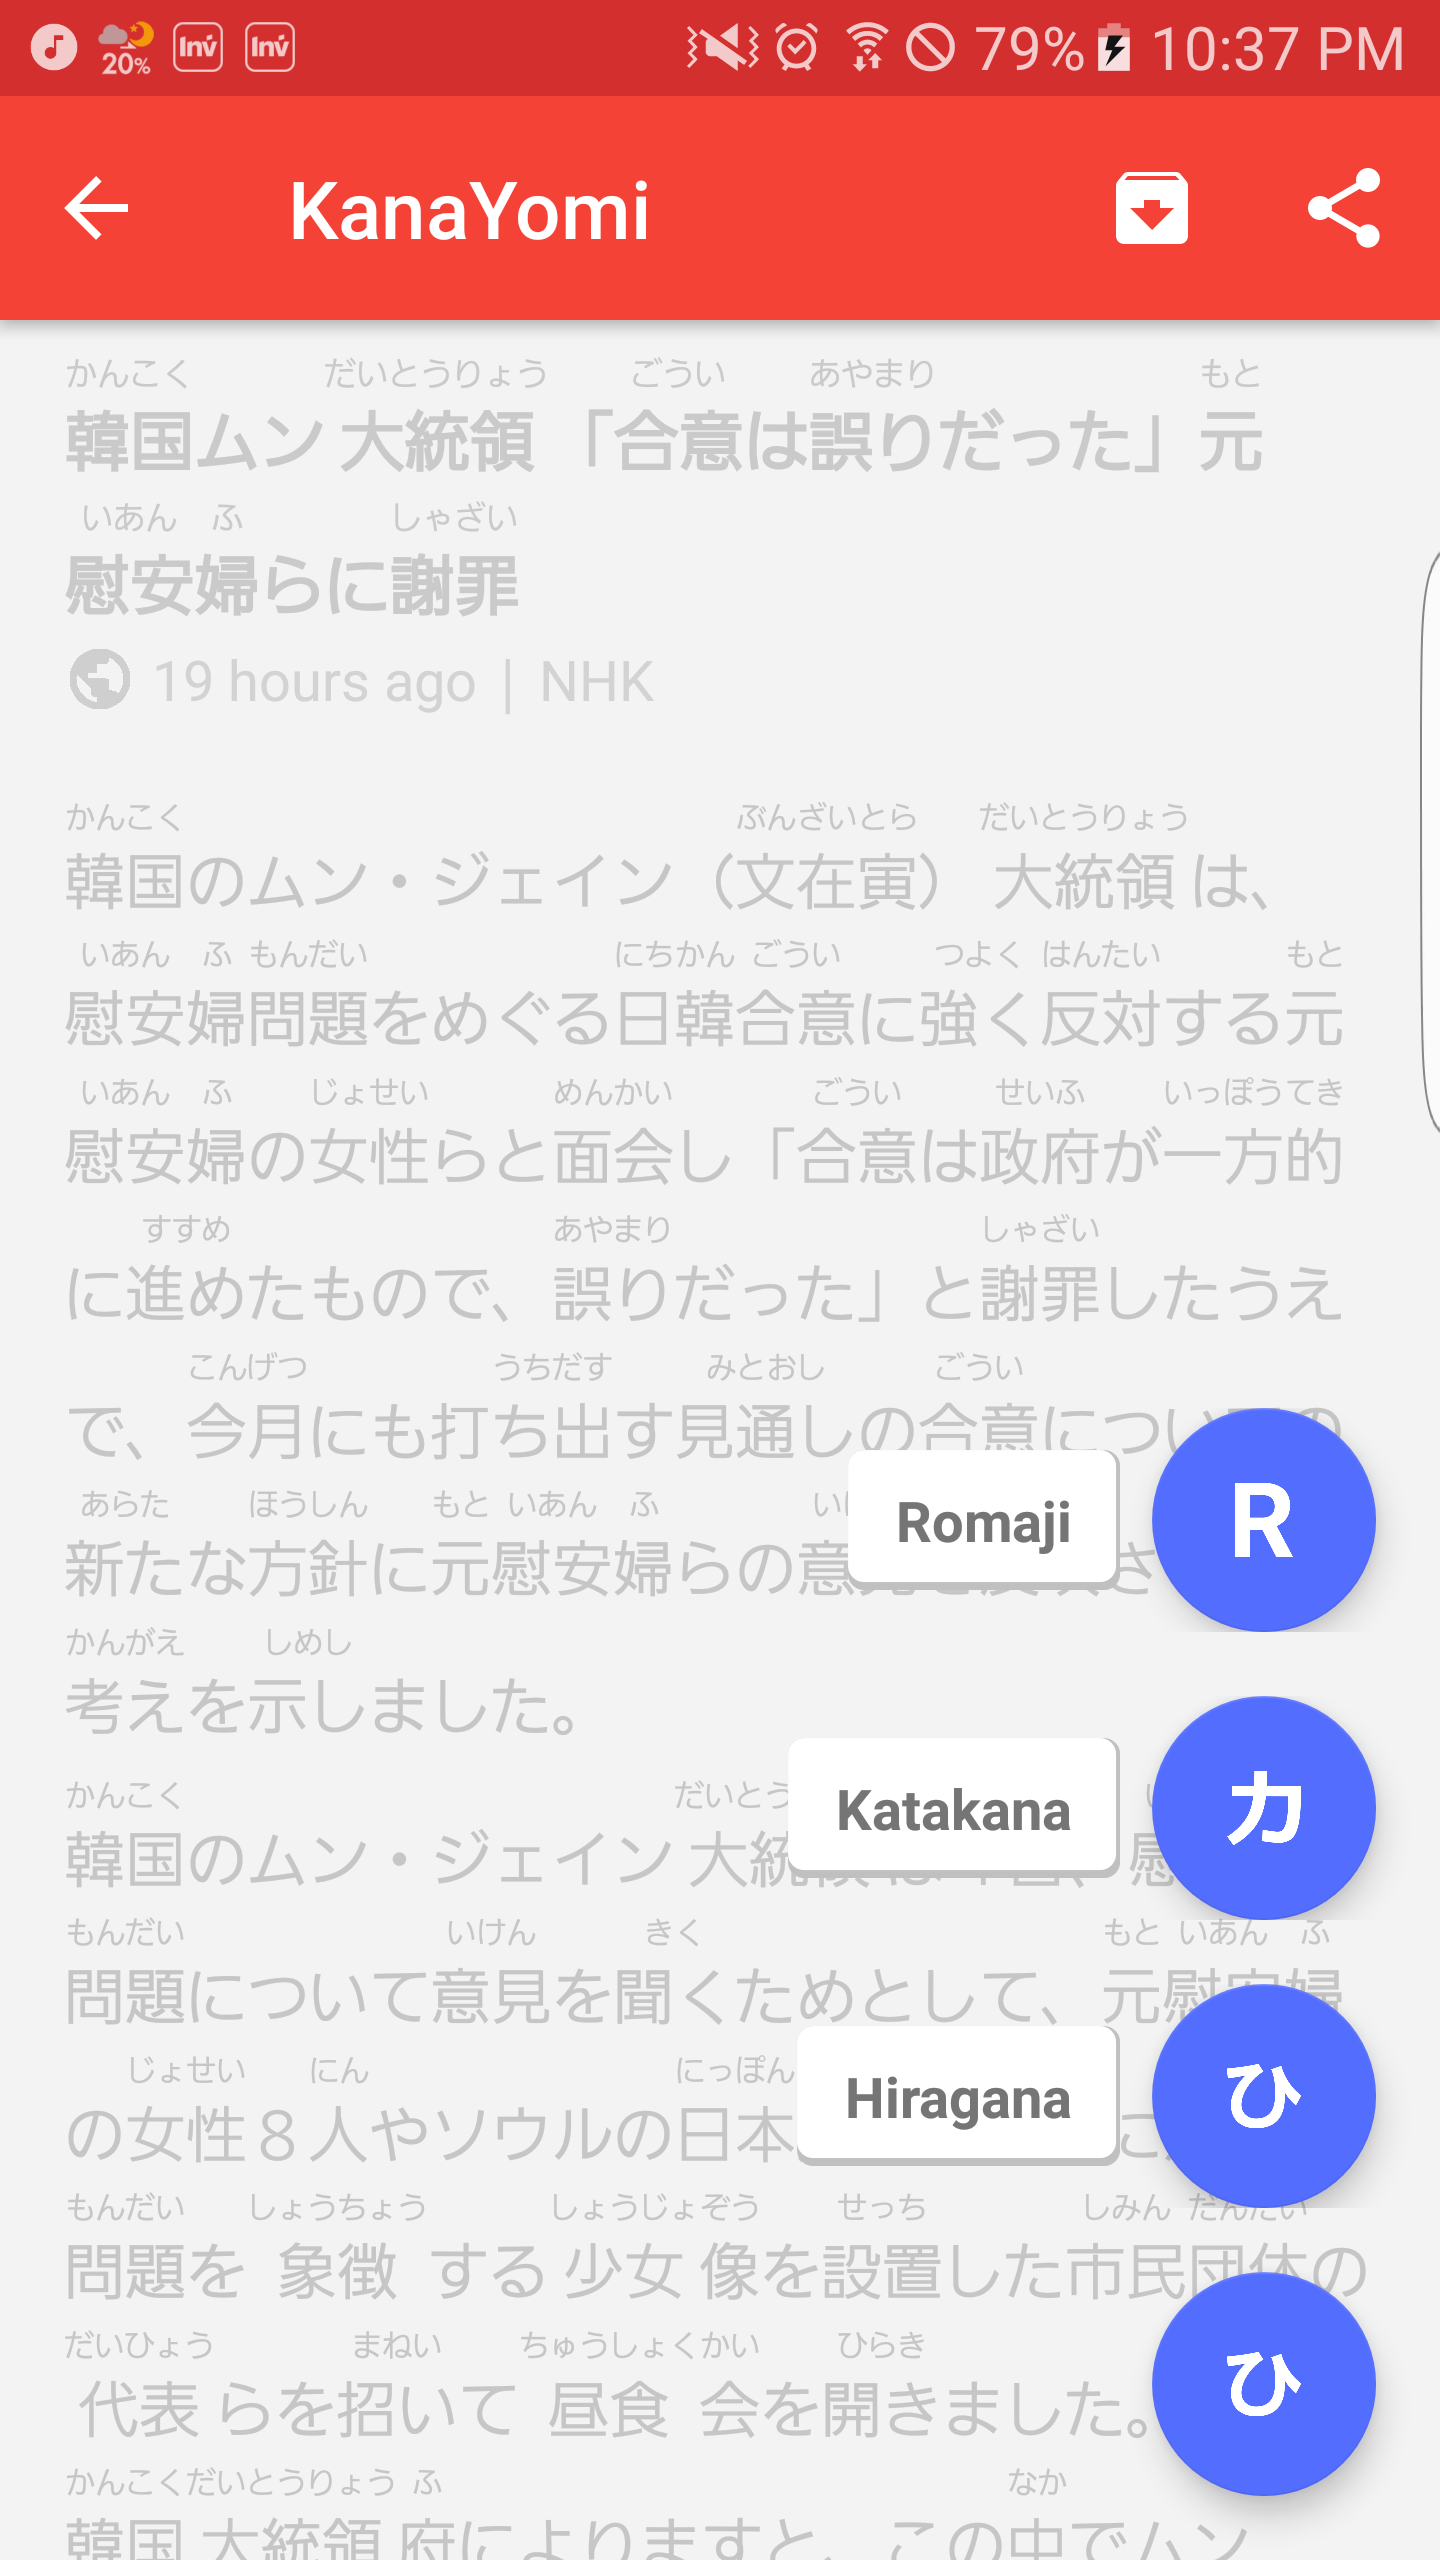 20%
Inv Inv
79% 10:37 PM
KanaYomi
かんこく だいとうりょう ごうい あやまり もと
韓国ムン 大統領 「合意は誤りだった」元
いあん ふ しゃざい
慰安婦らに謝罪
19 hours ago | NHK
かんこく ぶんざいとら だいとうりょう
韓国のムン・ジェイン（文在寅） 大統領 は、
いあん ふ もんだい にちかん ごうい つよく はんたい もと
慰安婦問題をめぐる日韓合意に強く反対する元
いあん ふ じょせい めんかい ごうい せいふ いっぽうてき
慰安婦の女性らと面会し「合意は政府が一方的
すすめ あやまり しゃざい
に進めたもので、誤りだった」と謝罪したうえ
こんげつ うちだす みとおし ごうい
で、今月にも打ち出す見通しの合意につい
あらた ほうしん もと いあん ふ
新たな方針に元慰安婦らの意
Romaji R
かんがえ しめし
考えを示しました。
かんこく だいとう
韓国のムン・ジェイン 大統
Katakana カ
もんだい いけん きく もと いあん ふ
問題について意見を聞くためとして、元慰安婦
じょせい にん にっぽん
の女性８人やソウルの日本
Hiragana ひ
もんだい しょうちょう しょうじょぞう せっち しみん だんたい
問題を 象徴 する 少女 像を設置した市民団体の
だいひょう まねい ちゅうしょくかい ひらき
代表 らを招いて 昼食 会を開きました。
ひ
かんこくだいとうりょう ふ なか
韓国 大統領 府によりますと、この中でムン